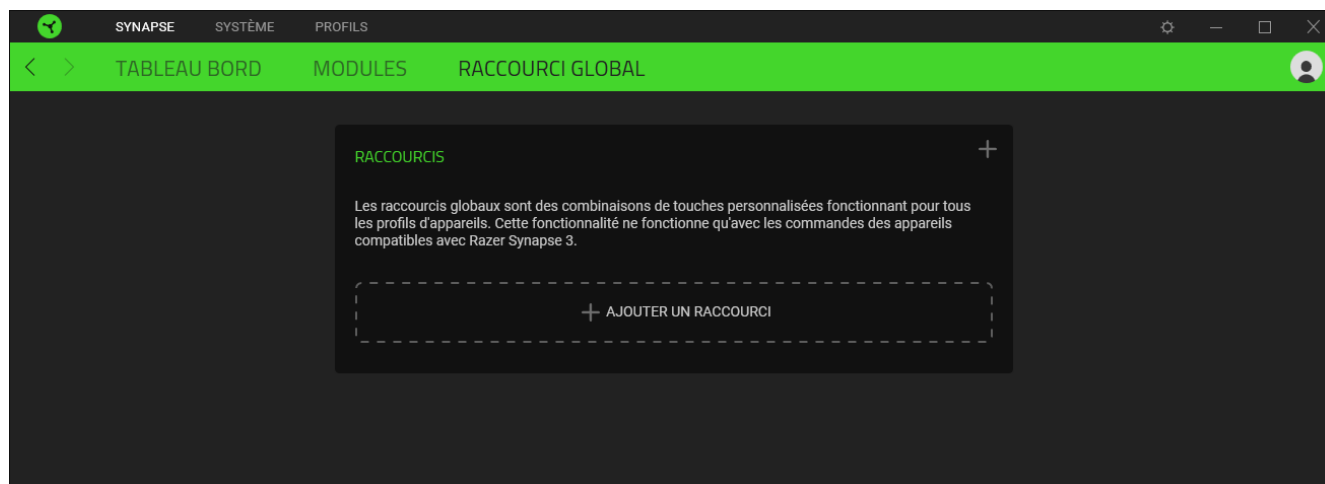 SYNAPSE SYSTÈME PROFILS
TABLEAU BORD MODULES RACCOURCI GLOBAL
RACCOURCIS
Les raccourcis globaux sont des combinaisons de touches personnalisées fonctionnant pour tous
les profils d'appareils. Cette fonctionnalité ne fonctionne qu'avec les commandes des appareils
compatibles avec Razer Synapse 3.
AJOUTER UN RACCOURCI